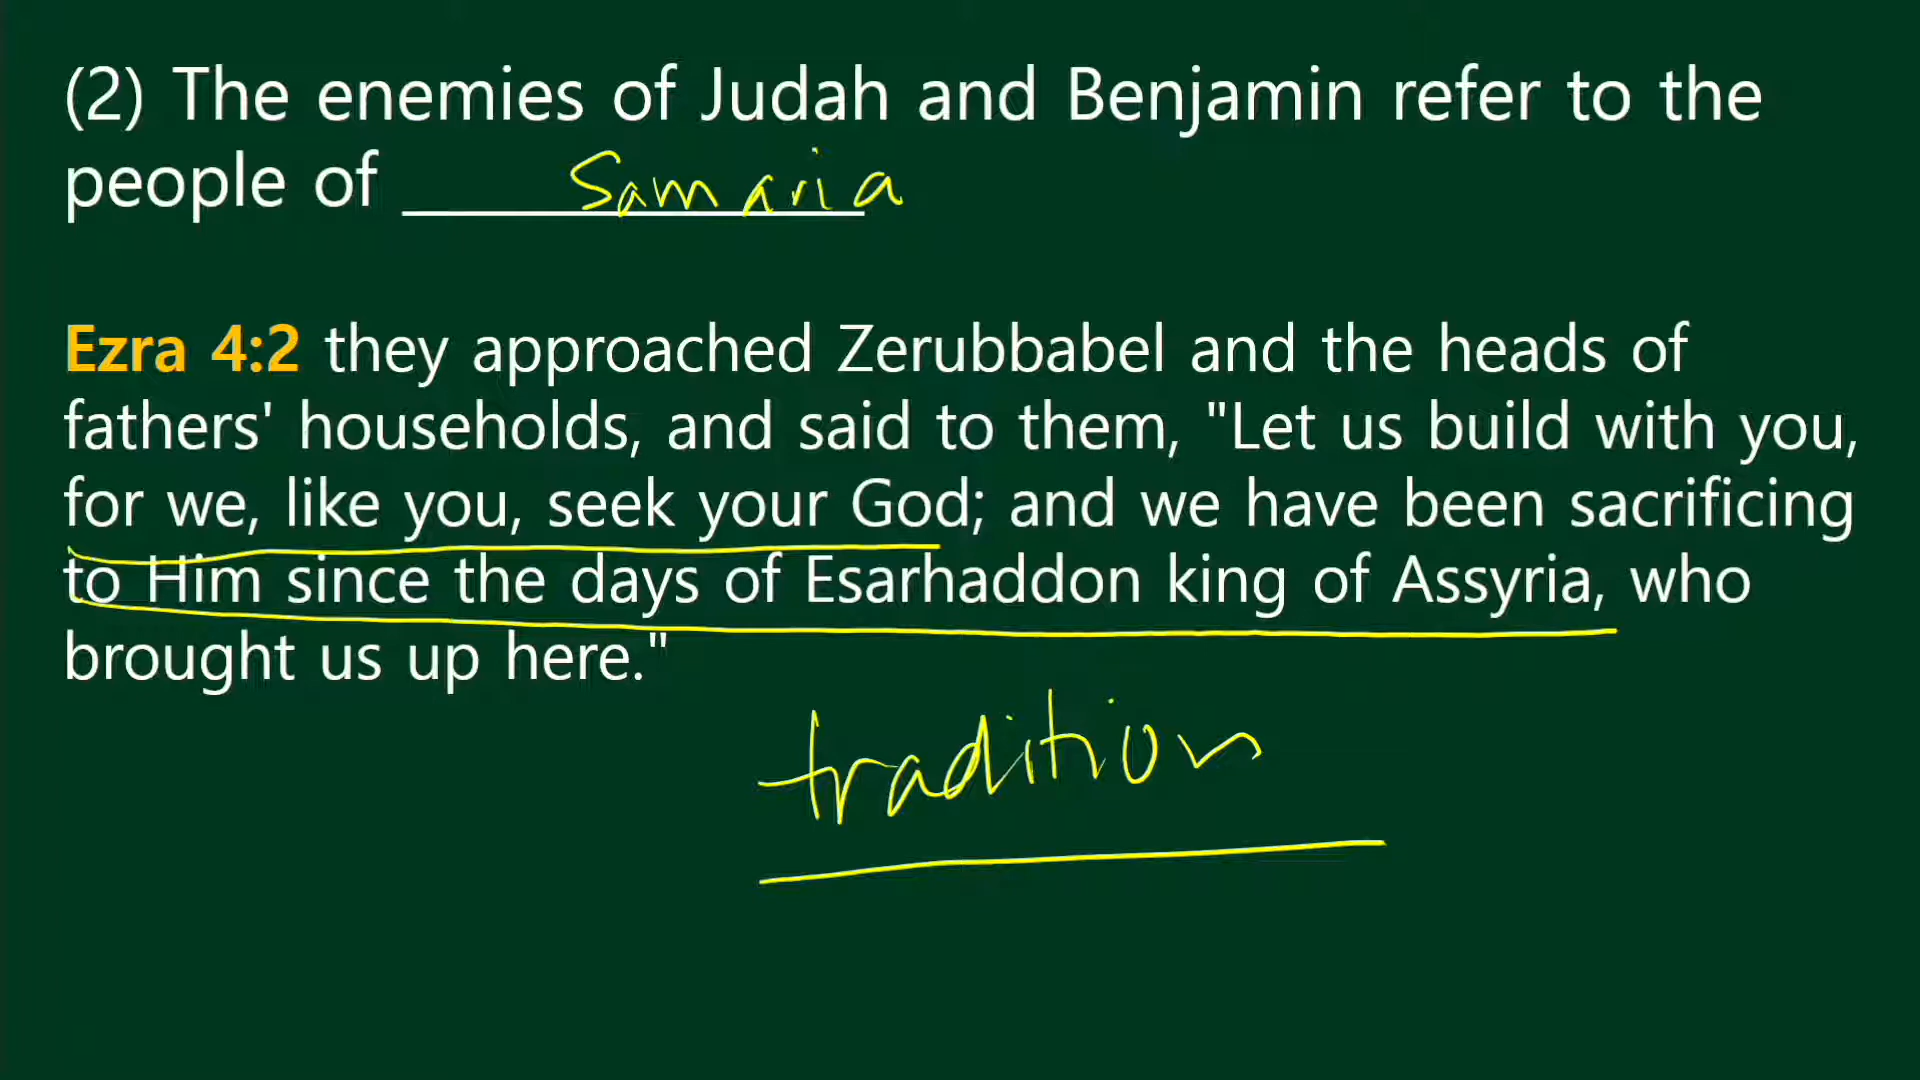 (2) The enemies of Judah and Benjamin refer to the
people of Samaria
Ezra 4:2 they approached Zerubbabel and the heads of
fathers' households, and said to them, "Let us build with you,
for we, like you, seek your God; and we have been sacrificing
to Him since the days of Esarhaddon king of Assyria, who
brought us up here."
tradition